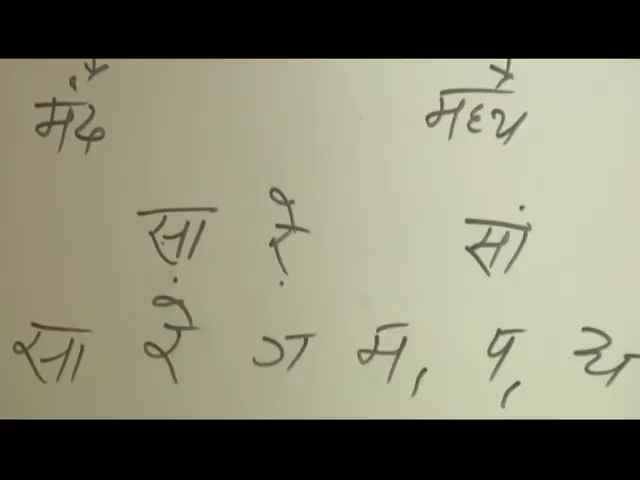 मंद मध्य
सा रे़ सां
सा रे ग म, प, ध